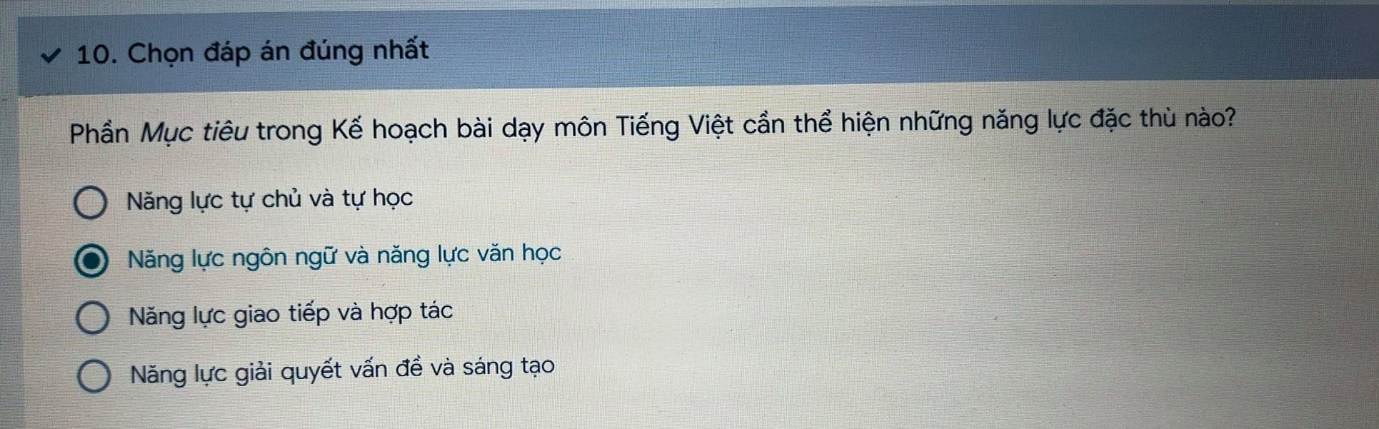 10. Chọn đáp án đúng nhất
Phần Mục tiêu trong Kế hoạch bài dạy môn Tiếng Việt cần thể hiện những năng lực đặc thù nào?
Năng lực tự chủ và tự học
Năng lực ngôn ngữ và năng lực văn học
Năng lực giao tiếp và hợp tác
Năng lực giải quyết vấn đề và sáng tạo